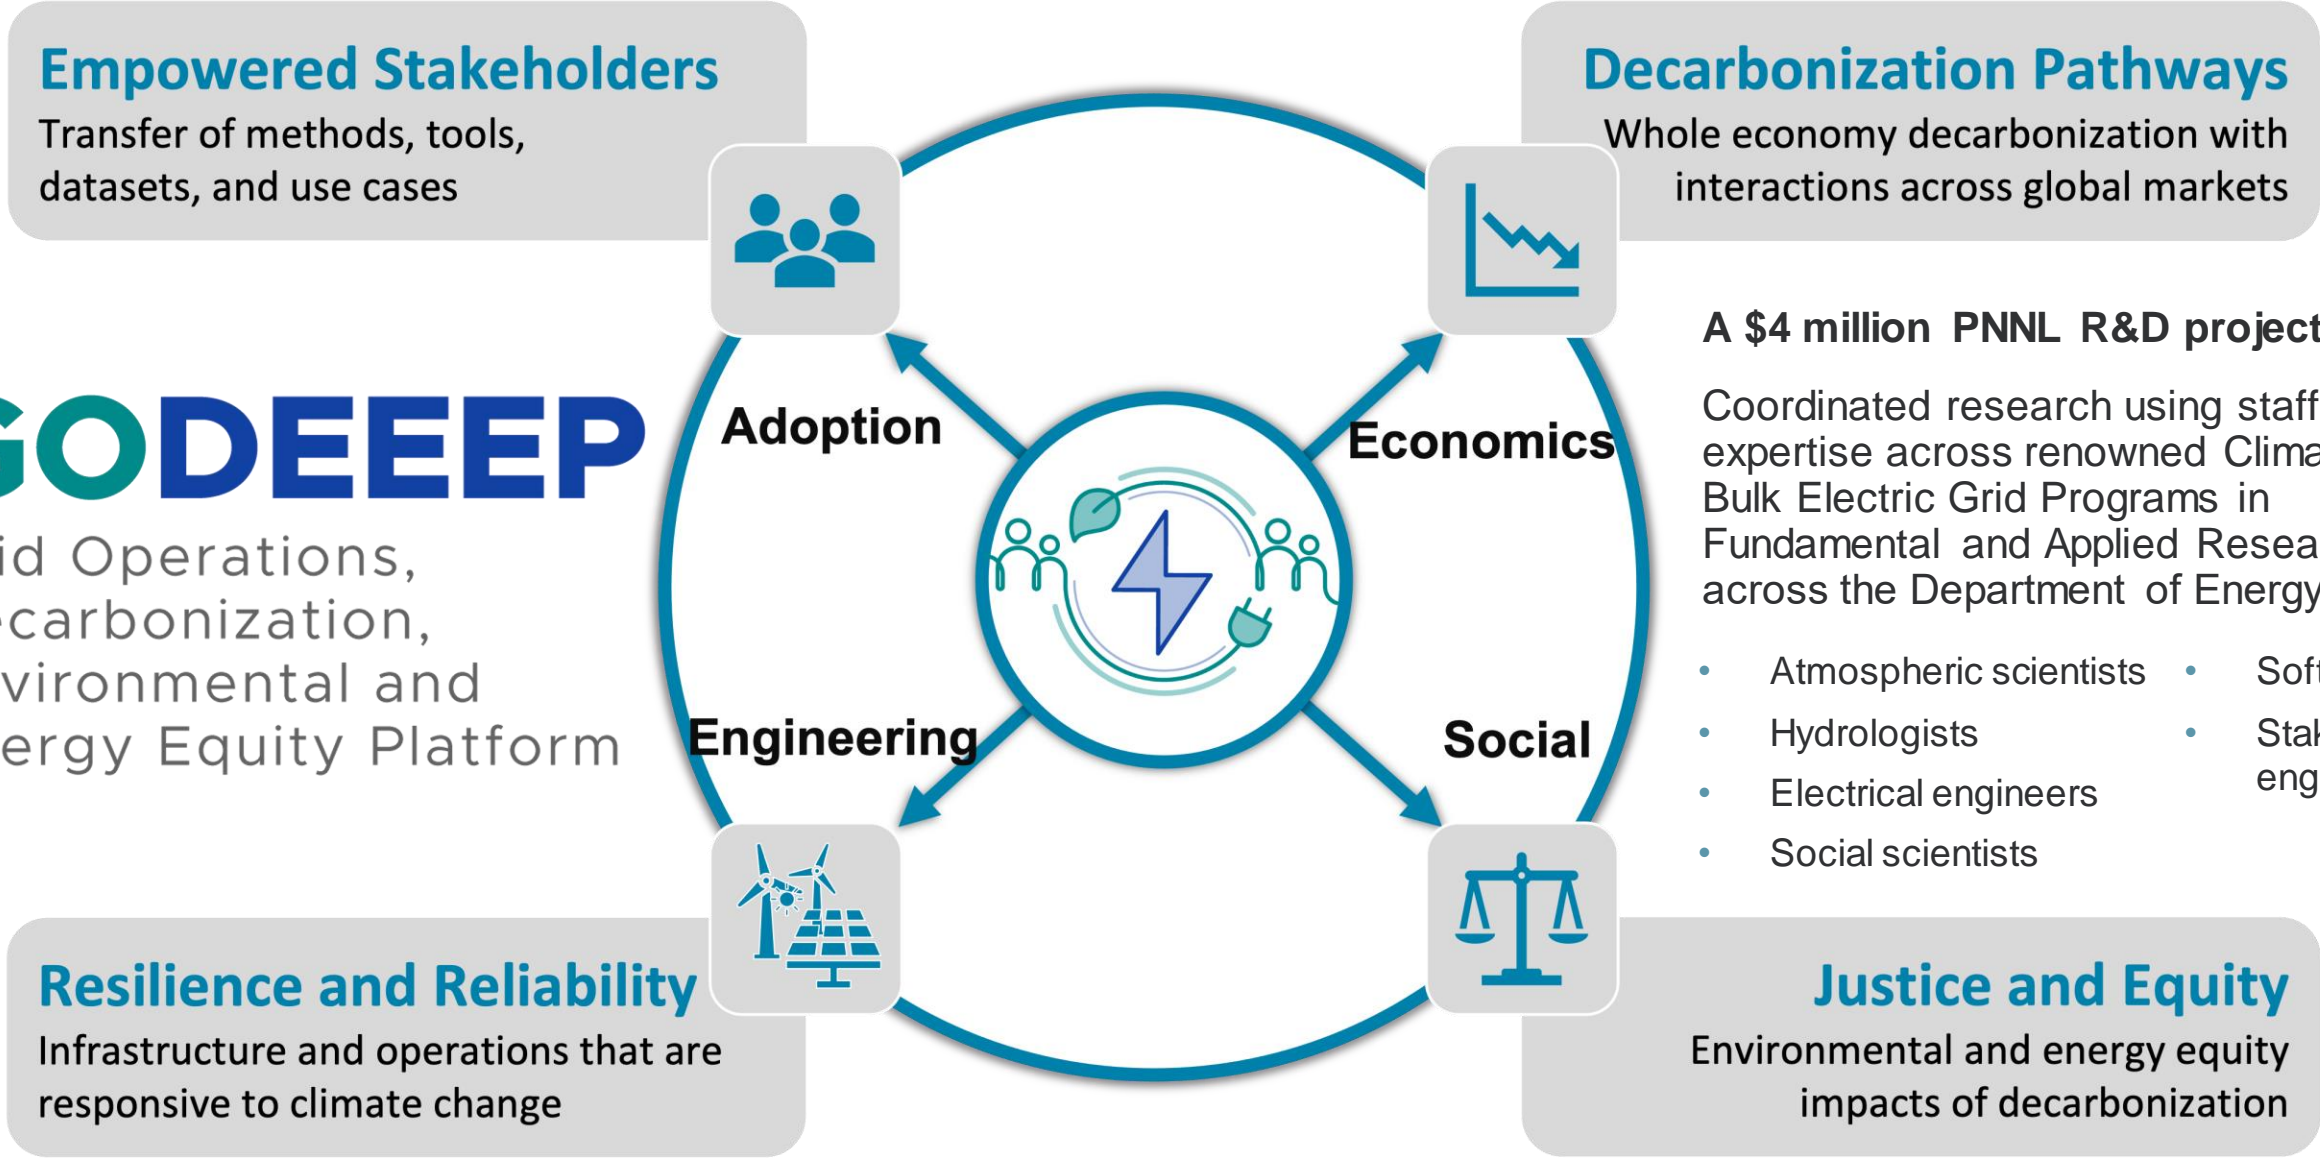 Empowered Stakeholders
Transfer of methods, tools,
datasets, and use cases
Decarbonization Pathways
Whole economy decarbonization with
interactions across global markets
GODEEEP
id Operations,
ecarbonization,
vironmental and
ergy Equity Platform
Adoption
Economics
Engineering
Social
A $4 million PNNL R&D project
Coordinated research using staff
expertise across renowned Clima
Bulk Electric Grid Programs in
Fundamental and Applied Resea
across the Department of Energy
• Atmospheric scientists
• Hydrologists
• Electrical engineers
• Social scientists
• Soft
• Stak
eng
Resilience and Reliability
Infrastructure and operations that are
responsive to climate change
Justice and Equity
Environmental and energy equity
impacts of decarbonization